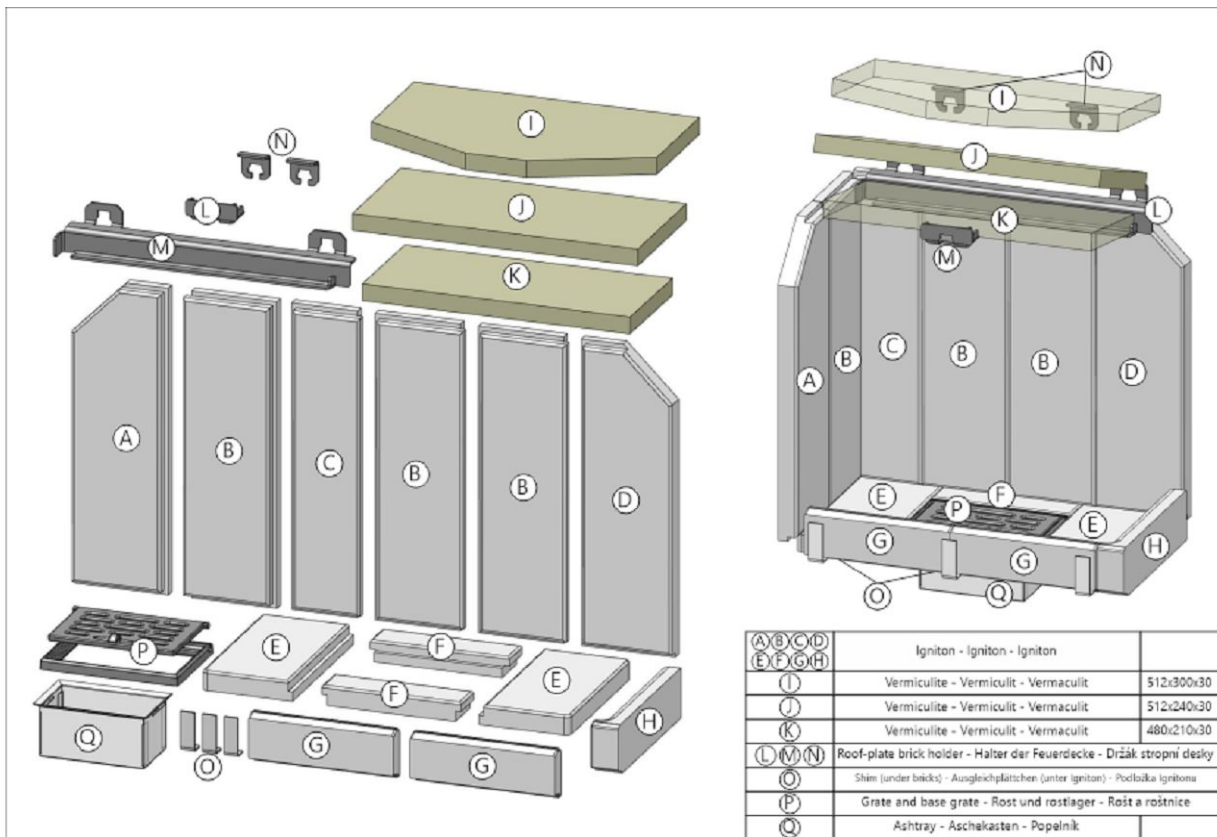 N
I
L
J
M
K
A
B
C
B
B
D
P
E
F
E
F
H
Q
O
G
G
N
I
J
L
K
M
A
B
C
B
B
D
E
F
P
E
G
G
H
O
Q
A B C D
E F G H
Igniton - Igniton - Igniton
I Vermiculite - Vermiculit - Vermaculit 512x300x30
J Vermiculite - Vermiculit - Vermaculit 512x240x30
K Vermiculite - Vermiculit - Vermaculit 480x210x30
L M N Roof-plate brick holder - Halter der Feuerdecke - Držák stropní desky
O Shim (under bricks) - Ausgleichplättchen (unter Igniton) - Podložka Ignitonu
P Grate and base grate - Rost und rostlager - Rošt a roštnice
Q Ashtray - Aschekasten - Popelník